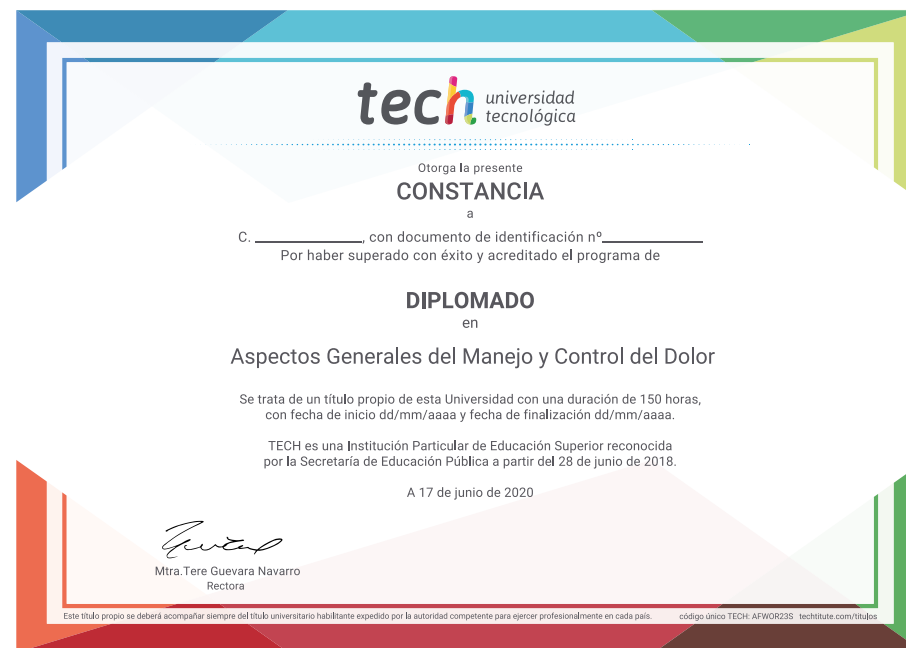 tech universidad
tecnológica
Otorga la presente
CONSTANCIA
a
C. ____________, con documento de identificación nº____________
Por haber superado con éxito y acreditado el programa de
DIPLOMADO
en
Aspectos Generales del Manejo y Control del Dolor
Se trata de un título propio de esta Universidad con una duración de 150 horas,
con fecha de inicio dd/mm/aaaa y fecha de finalización dd/mm/aaaa.
TECH es una Institución Particular de Educación Superior reconocida
por la Secretaría de Educación Pública a partir del 28 de junio de 2018.
A 17 de junio de 2020
Mtra.Tere Guevara Navarro
Rectora
Este título propio se deberá acompañar siempre del título universitario habilitante expedido por la autoridad competente para ejercer profesionalmente en cada país. código único TECH: AFWOR23S techtitute.com/titulos